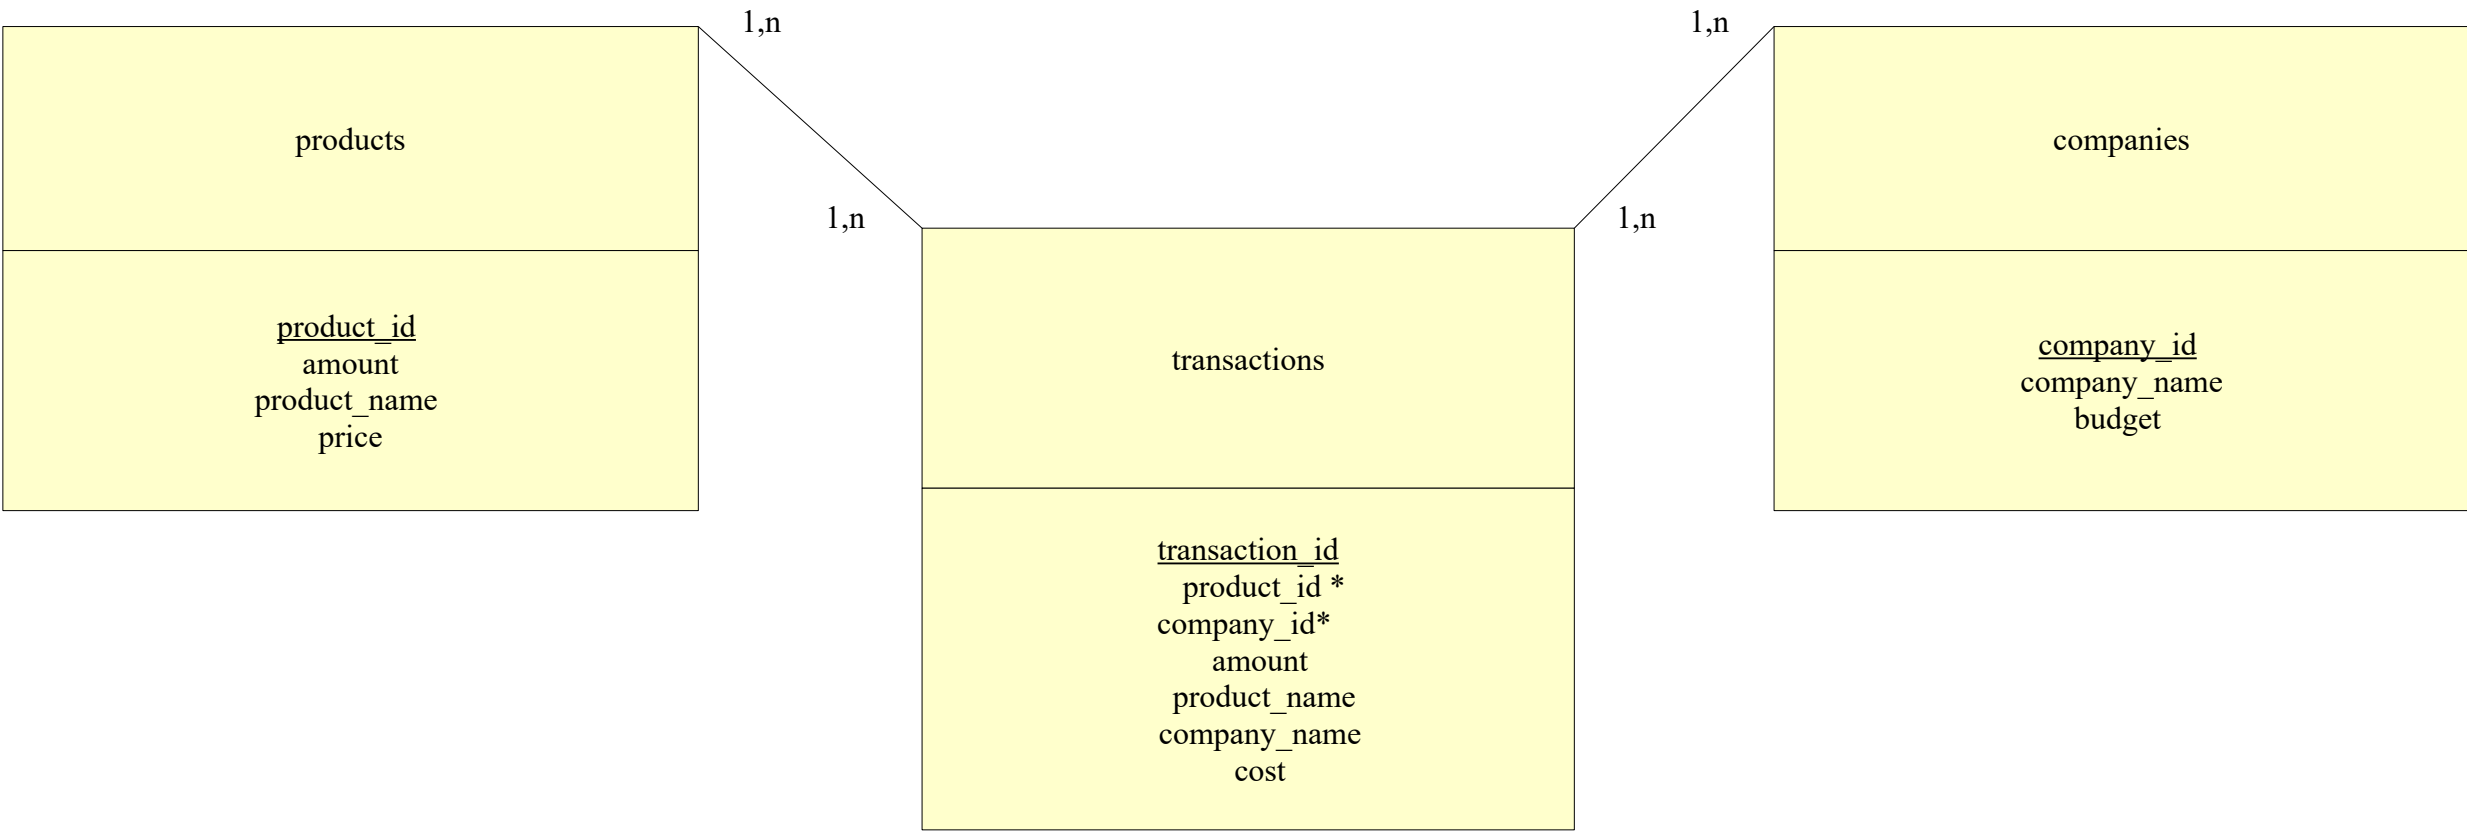 1,n
1,n
products
companies
1,n
1,n
product_id
amount
product_name
price
company_id
company_name
budget
transactions
transaction_id
product_id *
company_id*
amount
product_name
company_name
cost